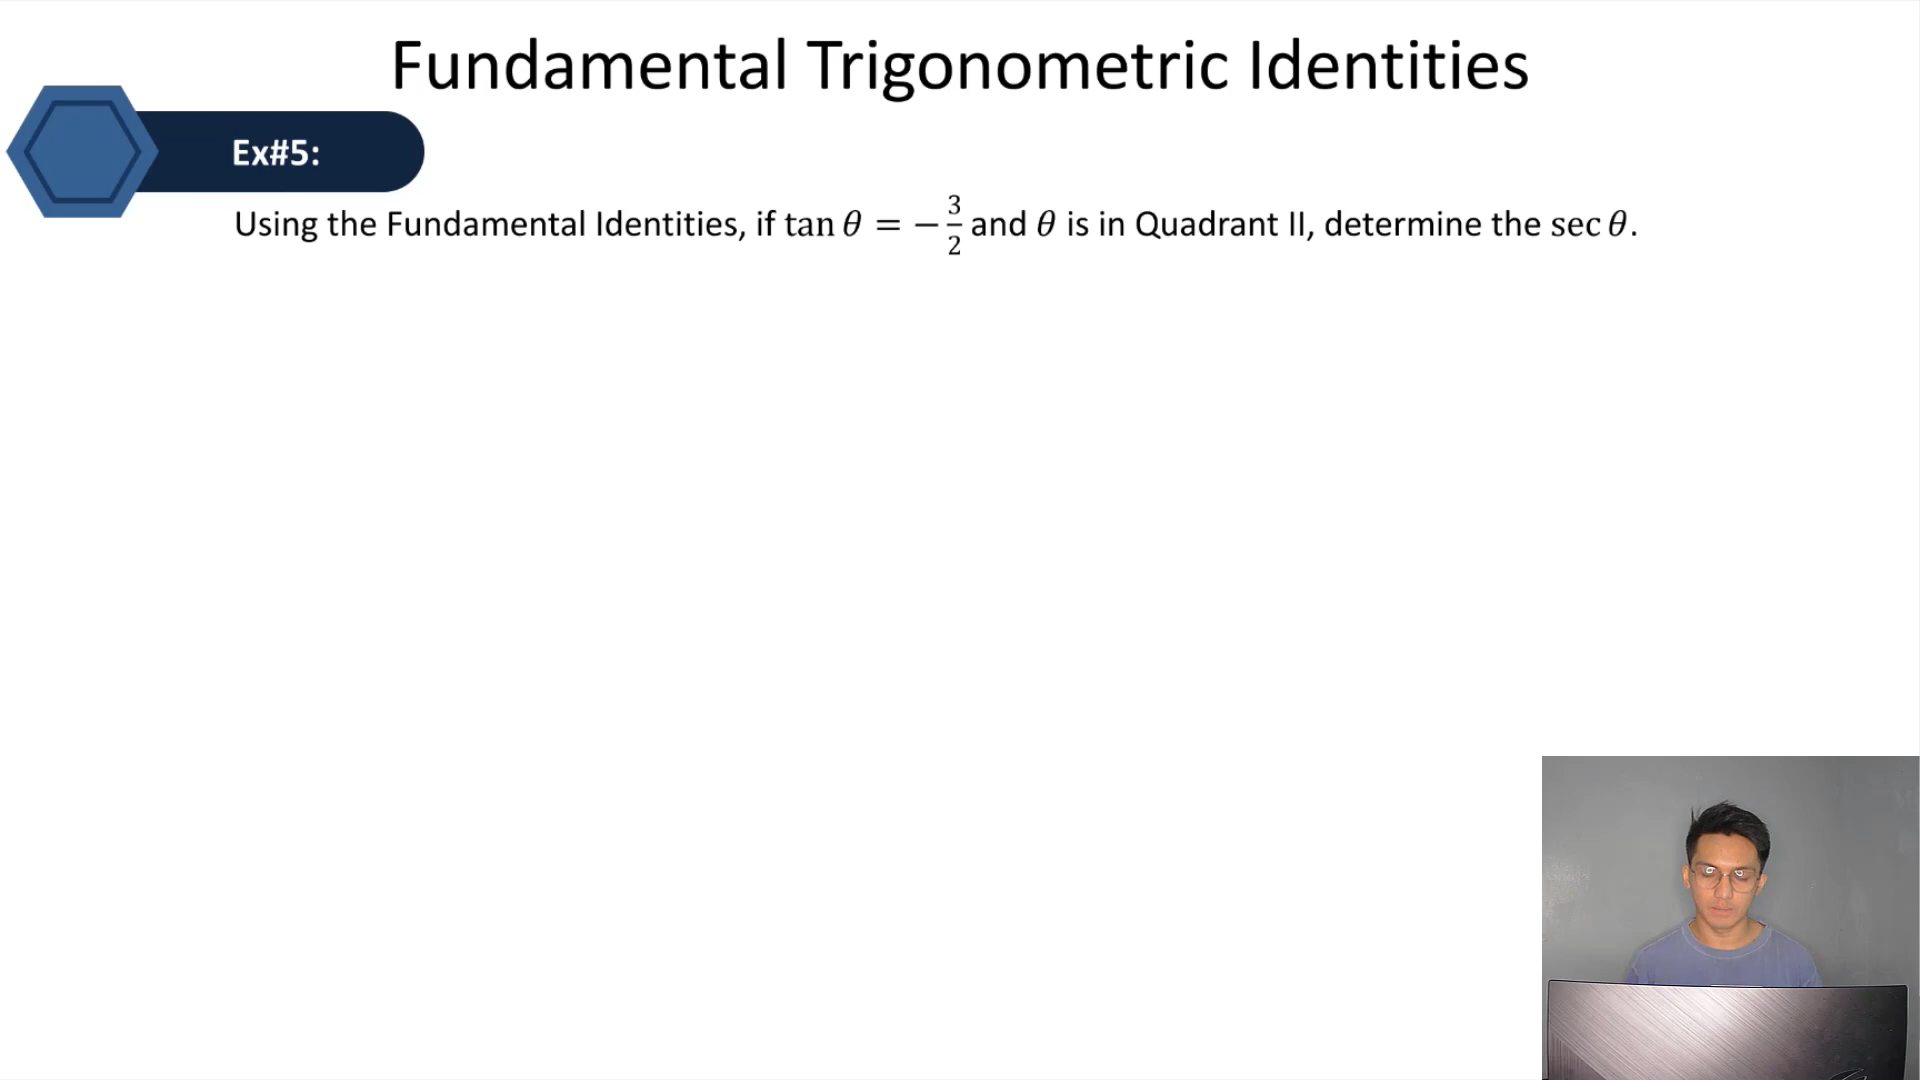 Fundamental Trigonometric Identities
Ex#5:
Using the Fundamental Identities, if tan θ = −3/2 and θ is in Quadrant II, determine the sec θ.